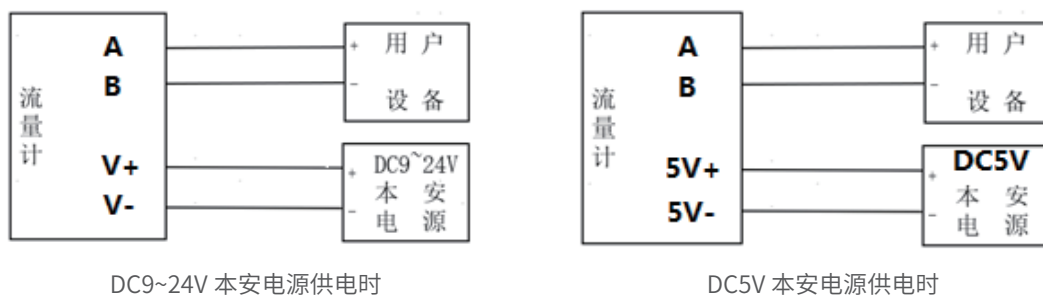 流量计
A
B
V+
V-
+ 用户
- 设备
+ DC9~24V
本安
- 电源
DC9~24V 本安电源供电时
流量计
A
B
5V+
5V-
+ 用户
- 设备
DC5V
+ 本安
- 电源
DC5V 本安电源供电时